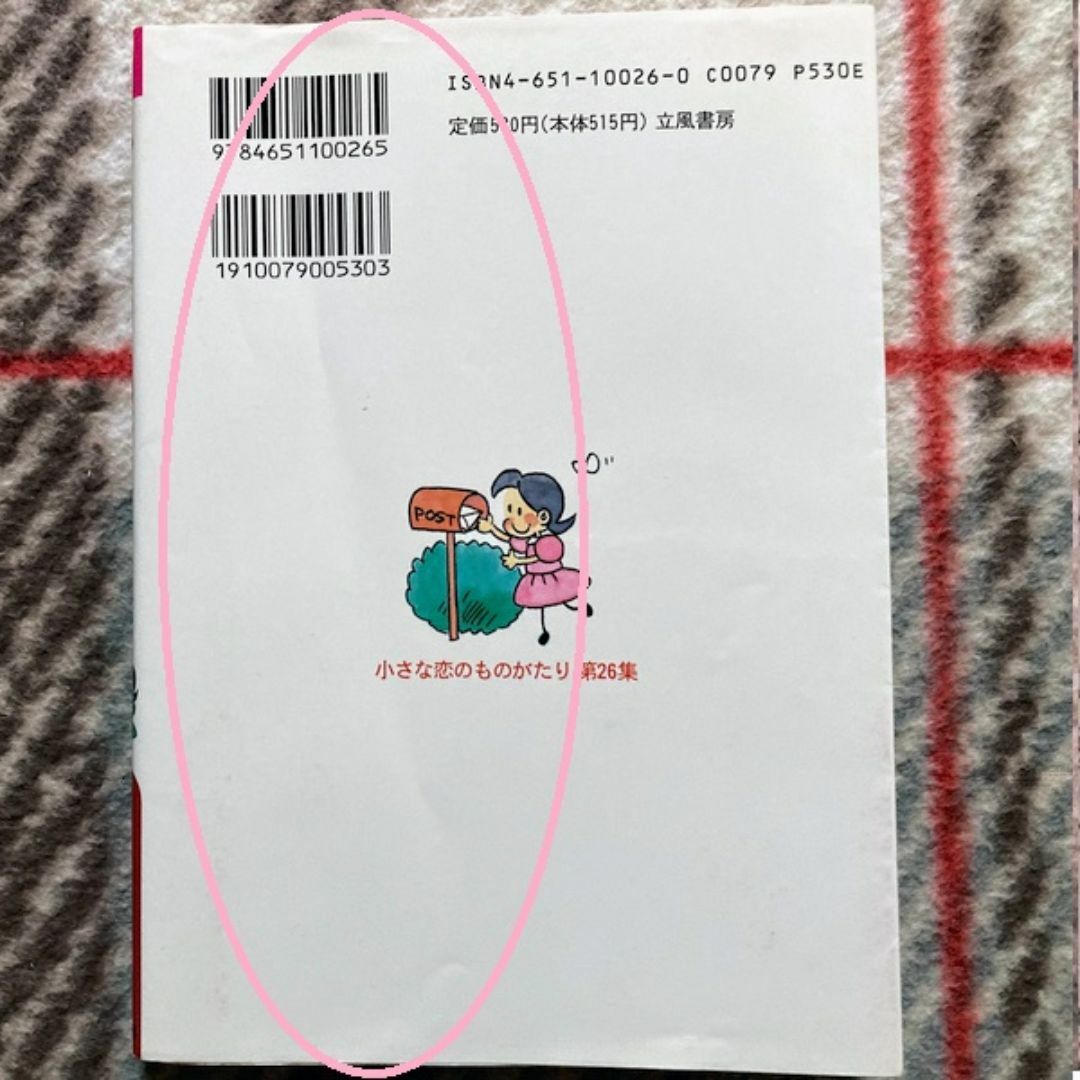 ISBN4-651-10026-0 C0079 P530E
定価530円(本体515円) 立風書房
9784651100265
1910079005303
POST
小さな恋のものがたり 第26集